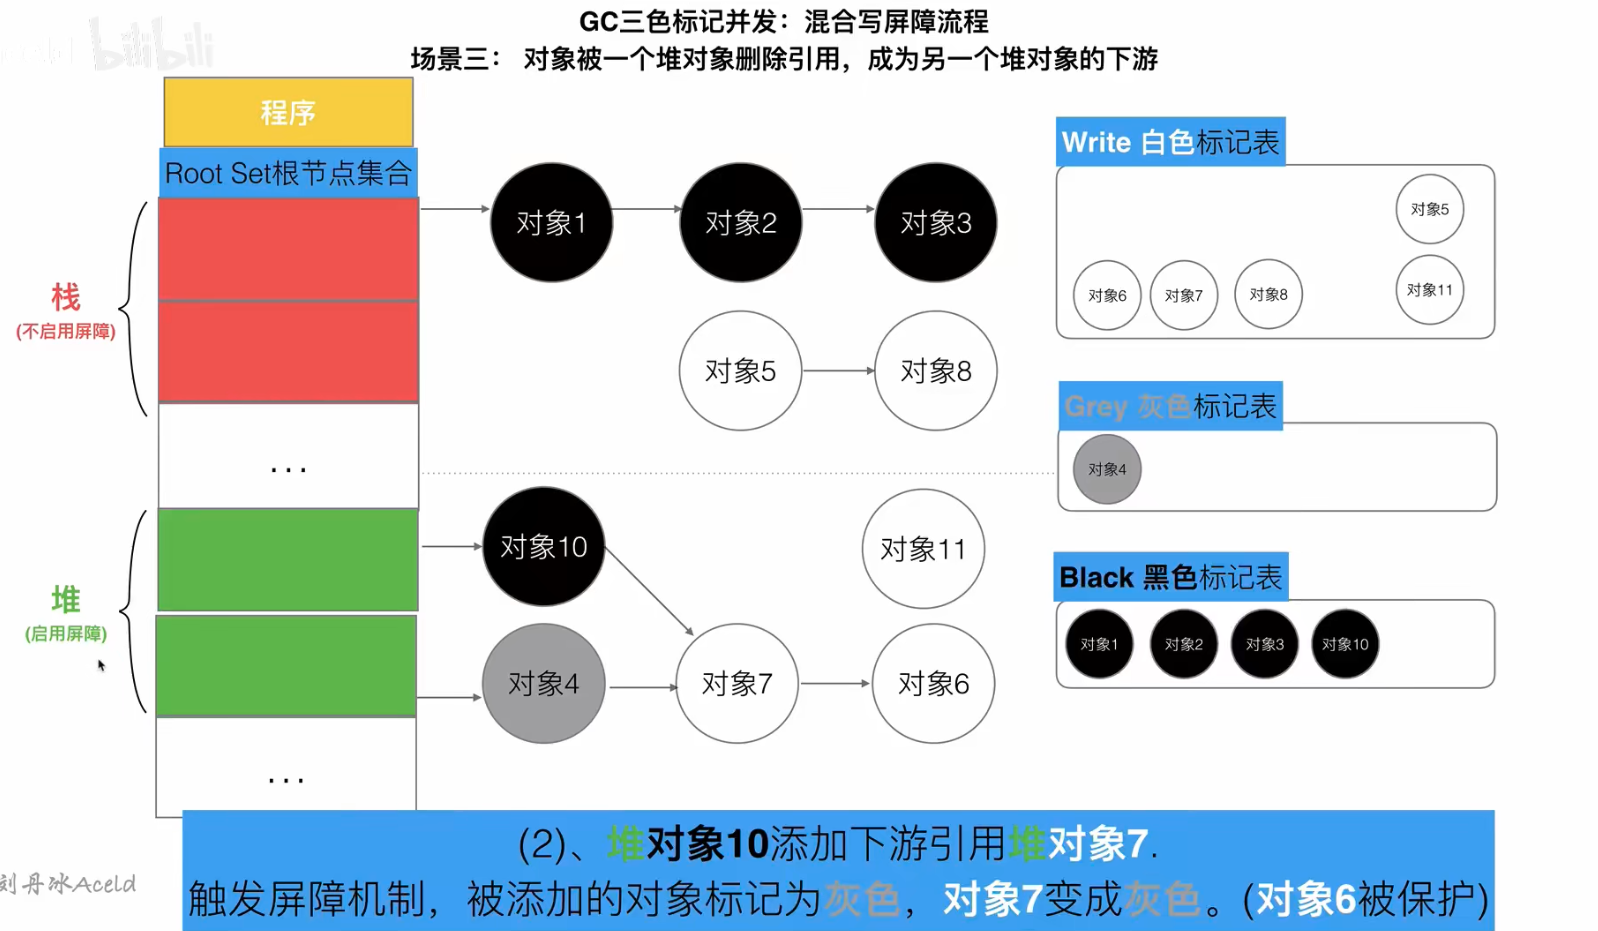 GC三色标记并发：混合写屏障流程
bilibili
场景三： 对象被一个堆对象删除引用，成为另一个堆对象的下游
程序
Root Set根节点集合
栈
(不启用屏障)
...
堆
(启用屏障)
...
对象1
对象2
对象3
对象5
对象8
对象10
对象11
对象4
对象7
对象6
Write 白色标记表
对象5
对象6
对象7
对象8
对象11
Grey 灰色标记表
对象4
Black 黑色标记表
对象1
对象2
对象3
对象10
(2)、堆对象10添加下游引用堆对象7.
触发屏障机制，被添加的对象标记为灰色，对象7变成灰色。(对象6被保护)
刘丹冰Aceld